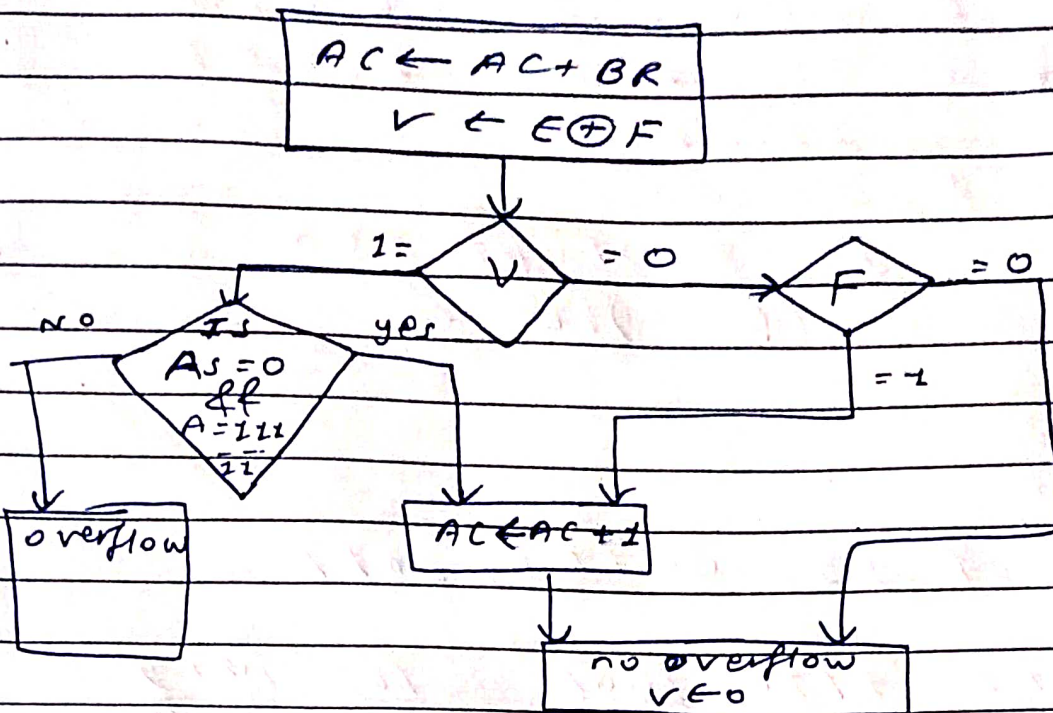 AC ← AC + BR
V ← E ⊕ F
1=
V
= 0
F
= 0
= 1
NO
Is
As = 0
&&
A = 111
11
yes
overflow
AC ← AC + 1
no overflow
V ← 0